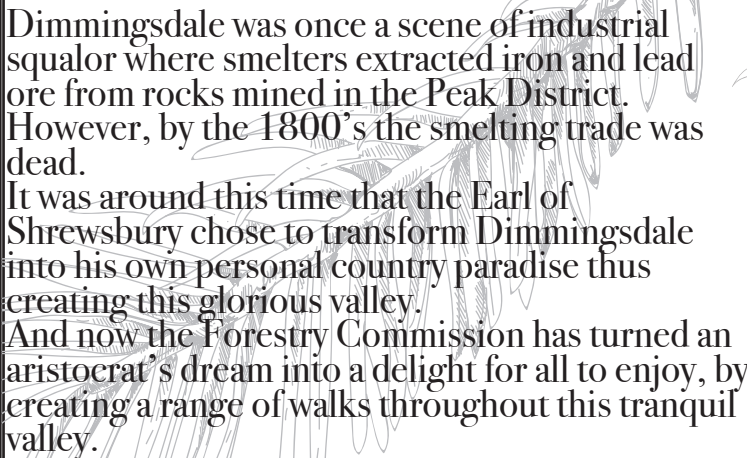 Dimmingsdale was once a scene of industrial
squalor where smelters extracted iron and lead
ore from rocks mined in the Peak District.
However, by the 1800’s the smelting trade was
dead.
It was around this time that the Earl of
Shrewsbury chose to transform Dimmingsdale
into his own personal country paradise thus
creating this glorious valley.
And now the Forestry Commission has turned an
aristocrat’s dream into a delight for all to enjoy, by
creating a range of walks throughout this tranquil
valley.